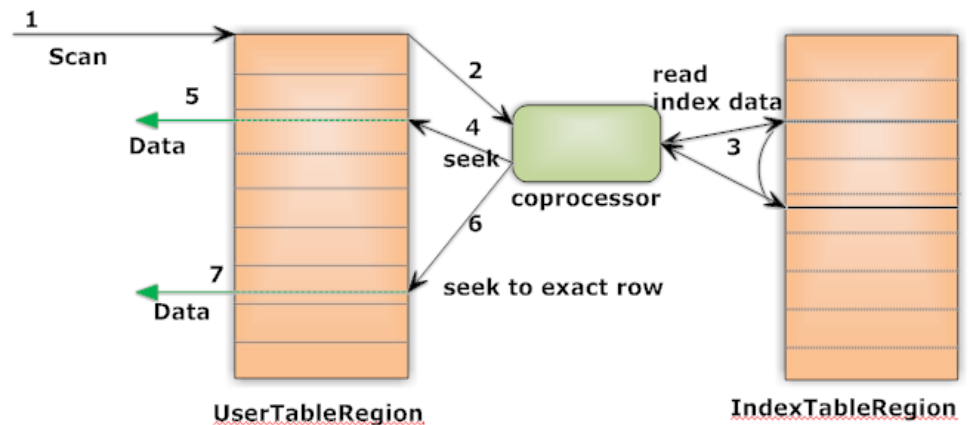 1
Scan
2
read
index data
5
4
3
Data
seek
coprocessor
6
7
seek to exact row
Data
UserTableRegion
IndexTableRegion